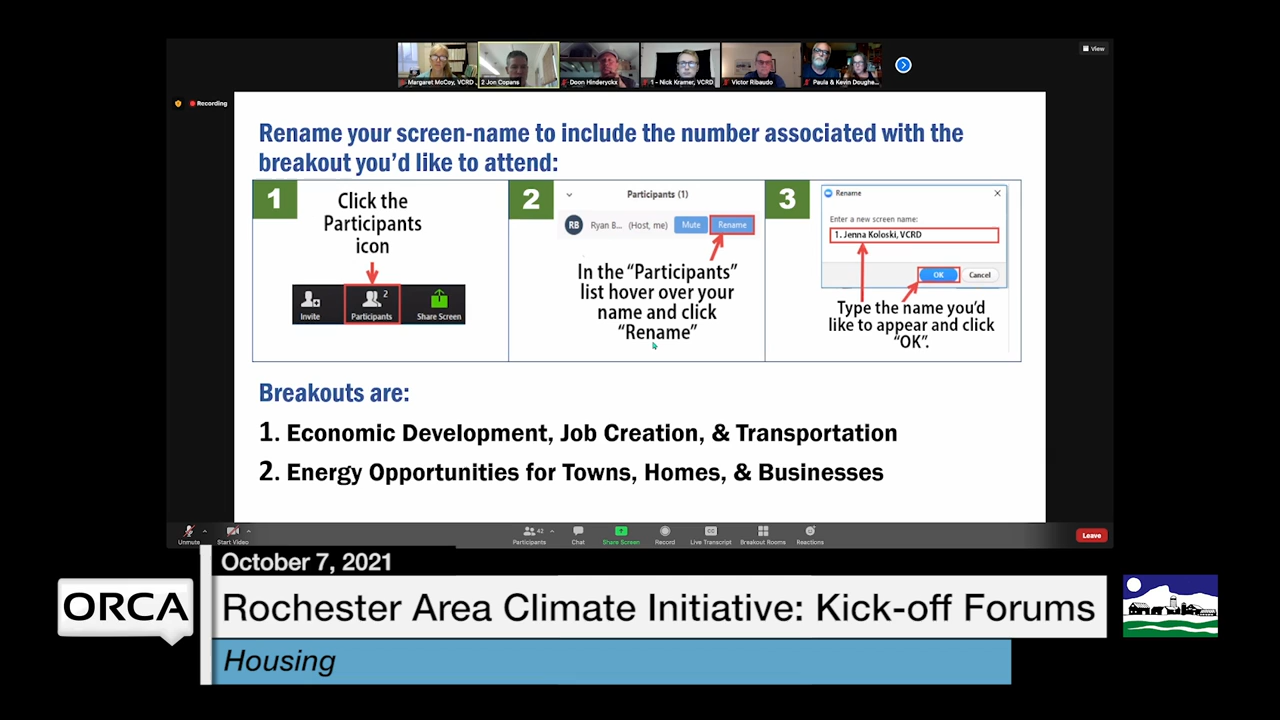 View
Margaret McCoy, VCRD
2 Jon Copans
Doon Hinderyckx
1 - Nick Kramer, VCRD
Victor Ribaudo
Paula & Kevin Doughe...
Recording
Rename your screen-name to include the number associated with the
breakout you'd like to attend:
1
Click the
Participants
icon
2
Invite
Participants
Share Screen
2
Participants (1)
RB
Ryan B...
(Host, me)
Mute
Rename
In the "Participants"
list hover over your
name and click
"Rename"
3
Rename
Enter a new screen name:
1. Jenna Koloski, VCRD
OK
Cancel
Type the name you'd
like to appear and click
"OK".
Breakouts are:
1. Economic Development, Job Creation, & Transportation
2. Energy Opportunities for Towns, Homes, & Businesses
Unmute
Start Video
42
Participants
Chat
Share Screen
Record
CC
Live Transcript
Breakout Rooms
Reactions
Leave
October 7, 2021
ORCA
Rochester Area Climate Initiative: Kick-off Forums
Housing